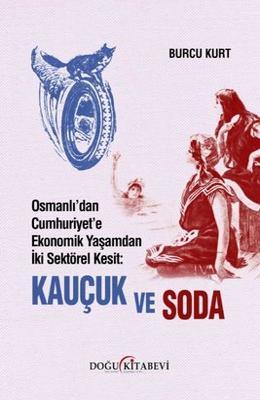 BURCU KURT
Osmanlı'dan
Cumhuriyet'e
Ekonomik Yaşamdan
İki Sektörel Kesit:
KAUÇUK VE SODA
DOĞU KİTABEVİ